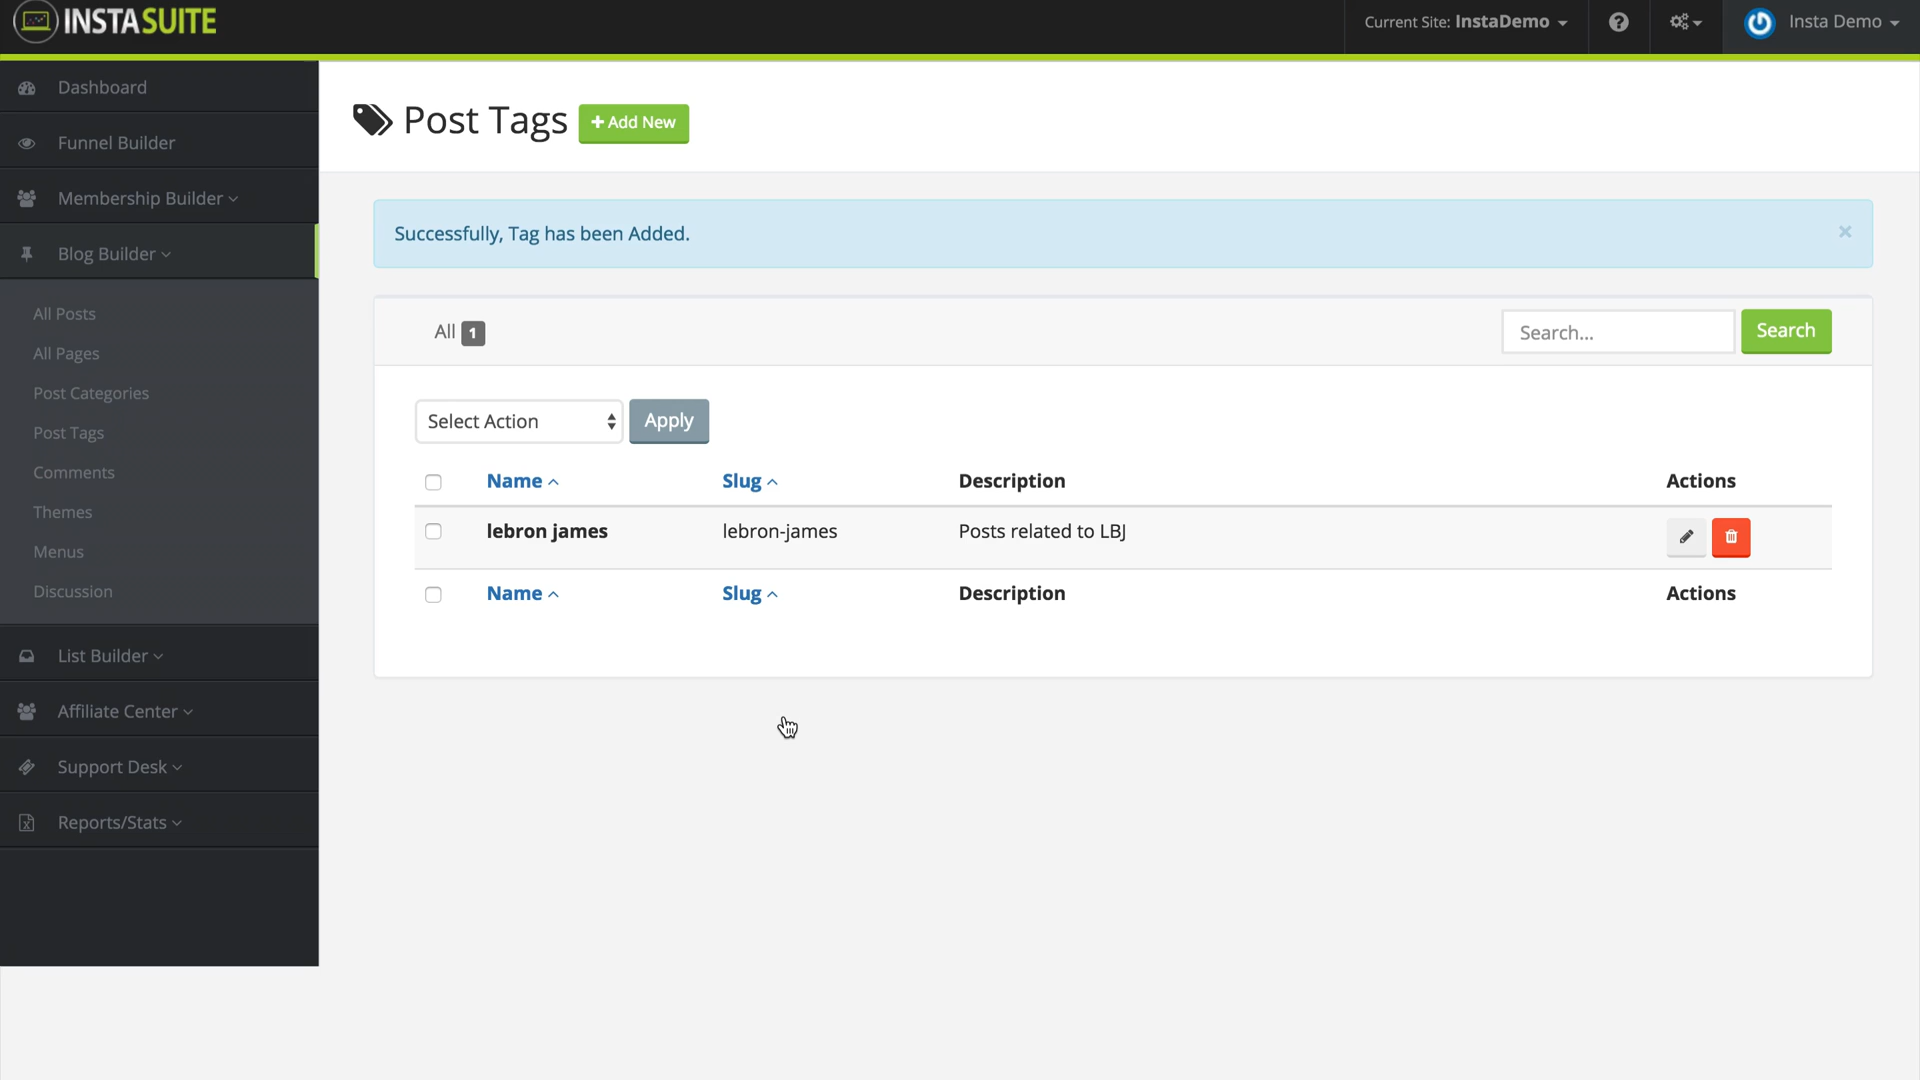 INSTASUITE
Current Site: InstaDemo
Insta Demo
Dashboard
Funnel Builder
Membership Builder
Blog Builder
All Posts
All Pages
Post Categories
Post Tags
Comments
Themes
Menus
Discussion
List Builder
Affiliate Center
Support Desk
Reports/Stats
Post Tags
+ Add New
Successfully, Tag has been Added.
×
All 1
Search...
Search
Select Action
Apply
Name Slug Description Actions
lebron james lebron-james Posts related to LBJ
Name Slug Description Actions